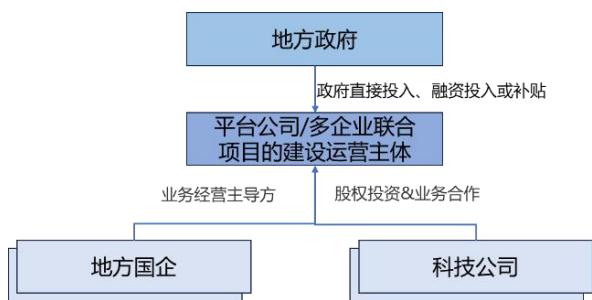 地方政府
政府直接投入、融资投入或补贴
平台公司/多企业联合
项目的建设运营主体
业务经营主导方
股权投资&业务合作
地方国企
科技公司